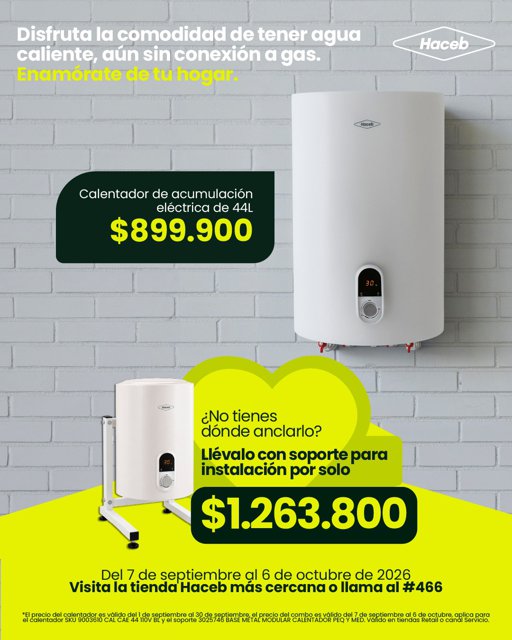 Disfruta la comodidad de tener agua
caliente, aún sin conexión a gas.
Enamórate de tu hogar.
Haceb
Haceb
Calentador de acumulación
eléctrica de 44L
$899.900
30
Haceb
¿No tienes
dónde anclarlo?
Llévalo con soporte para
instalación por solo
$1.263.800
Del 7 de septiembre al 6 de octubre de 2026
Visita la tienda Haceb más cercana o llama al #466
*El precio del calentador es válido del 1 de septiembre al 30 de septiembre, el precio del combo es válido del 7 de septiembre al 6 de octubre, aplica para
el calentador SKU 9003610 CAL CAE 44 110V BE y el soporte 3025746 BASE METAL MODULAR CALENTADOR PEQ Y MED. Válido en tiendas Retail o canal Servicio.